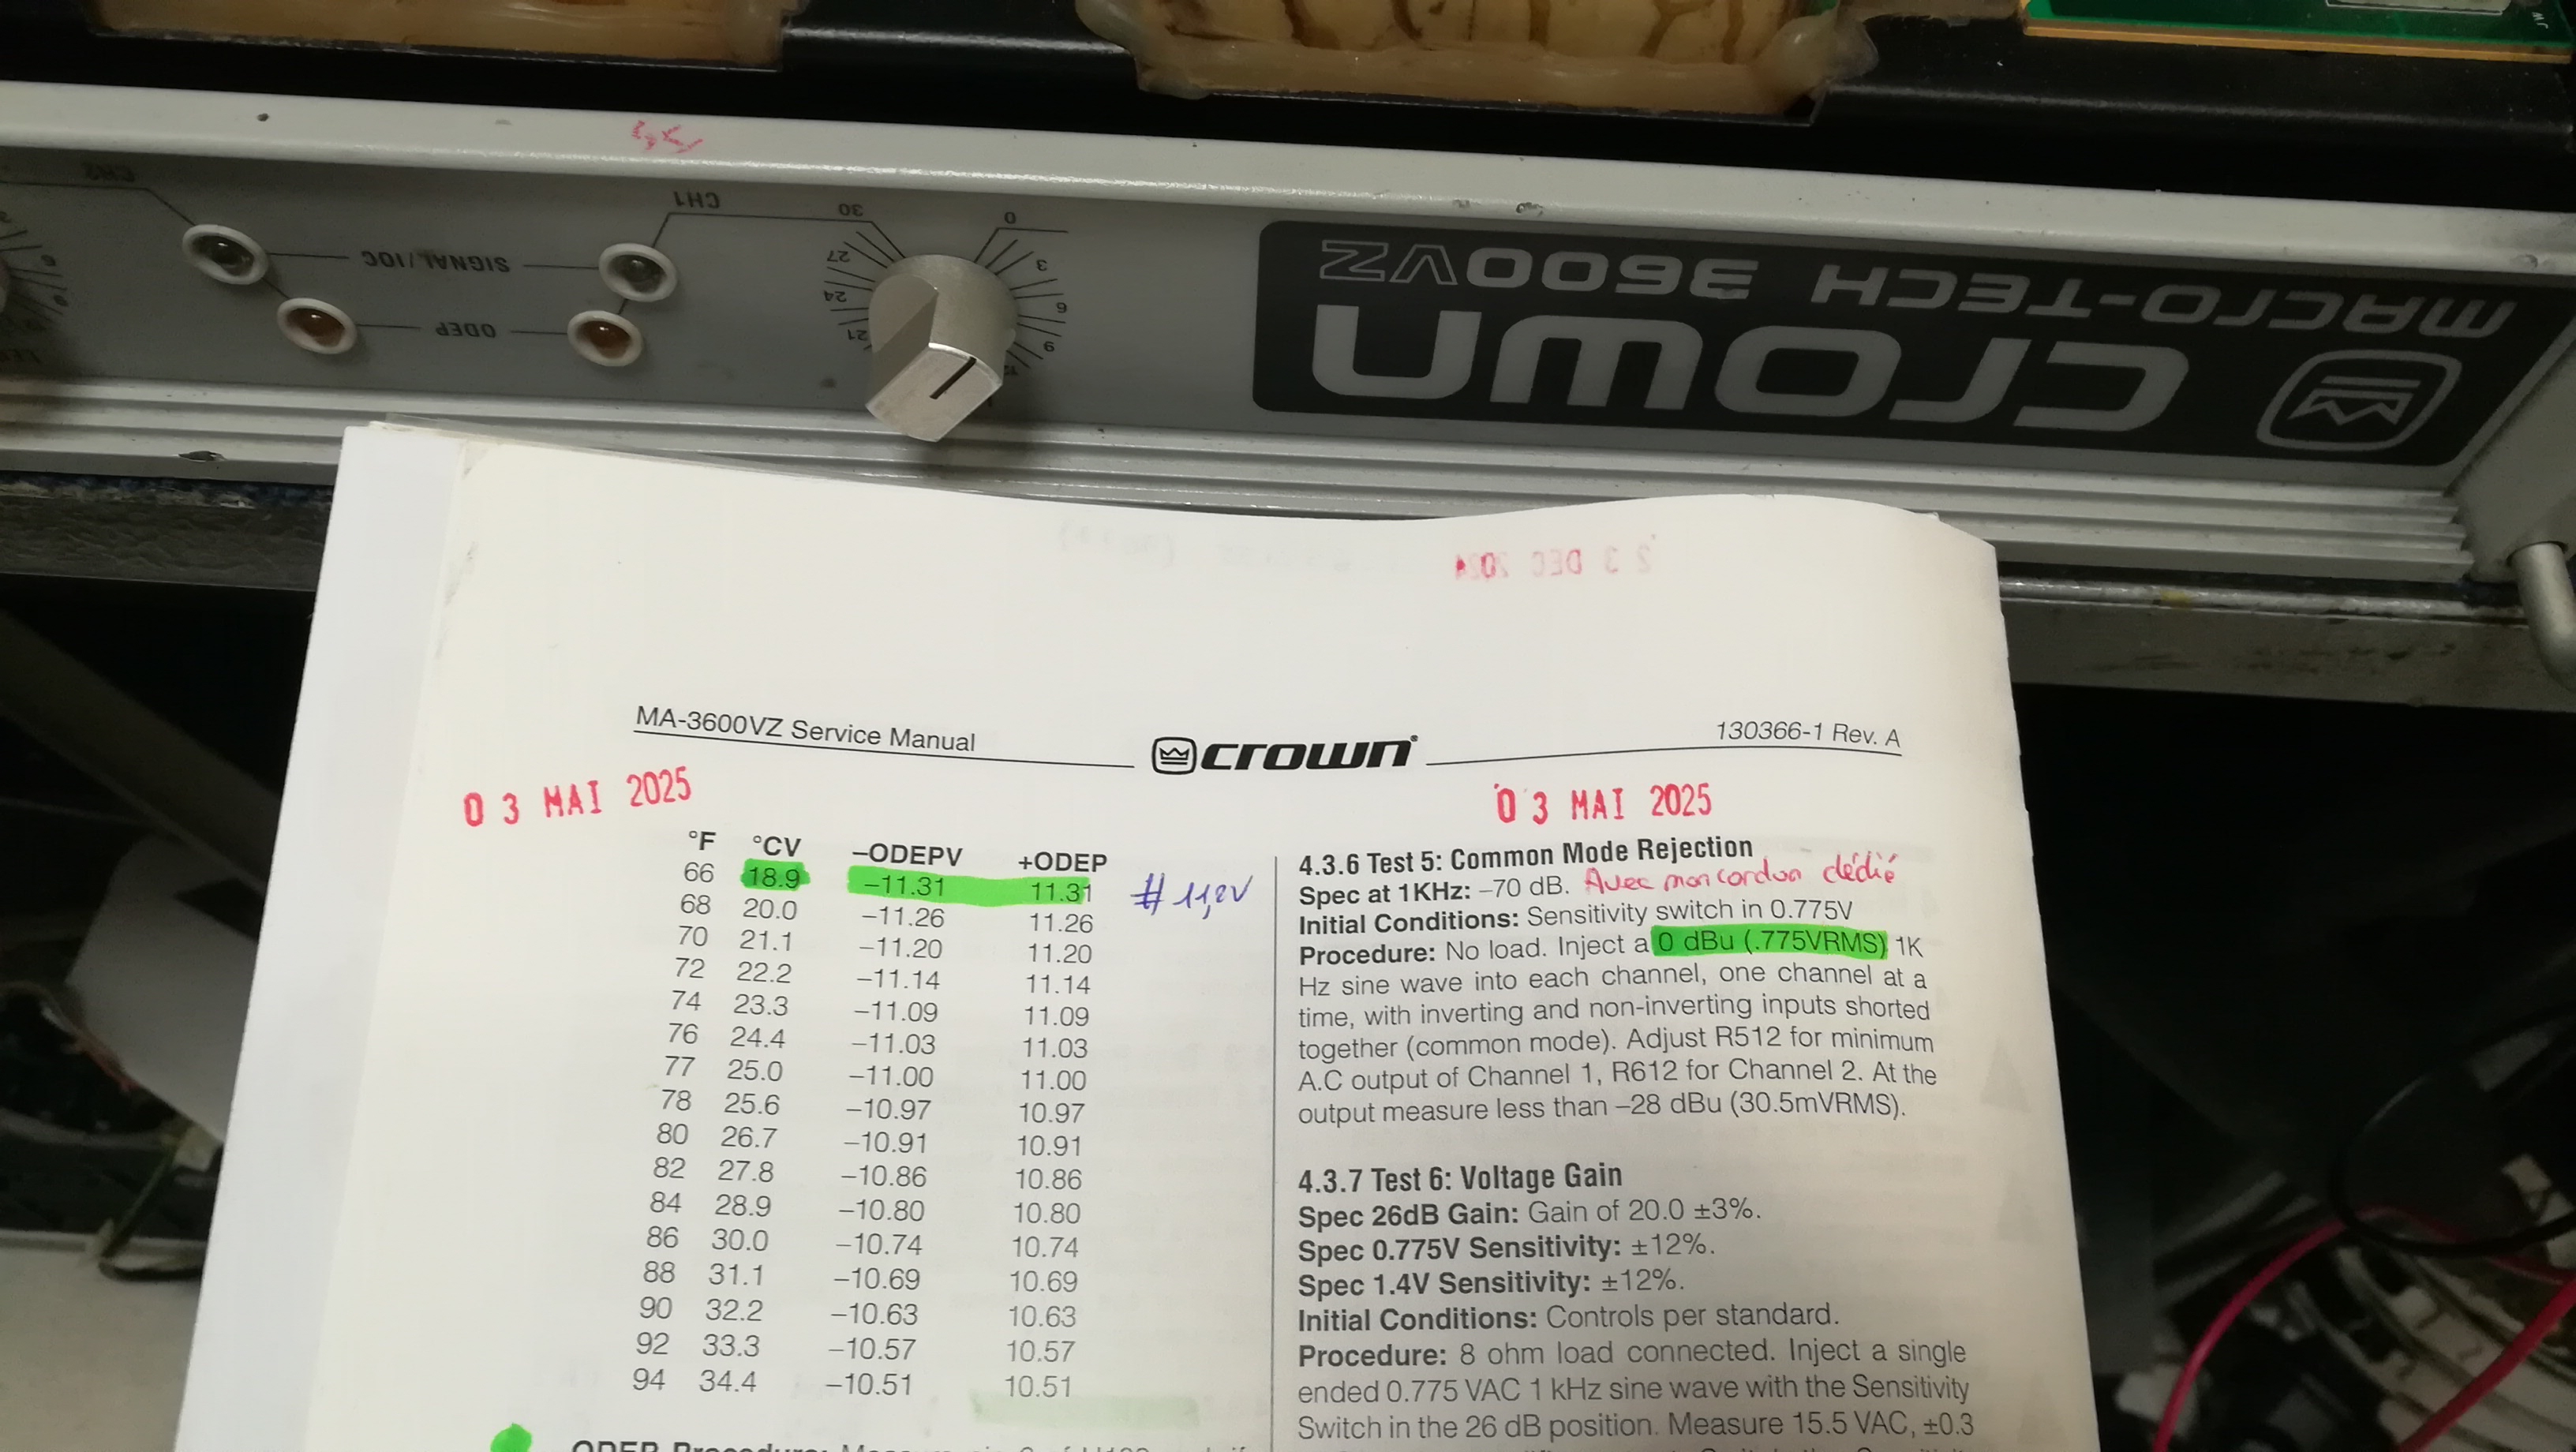 CH2
SIGNAL/IOC
ODEP
CH1
30
27
24
21
0
3
6
9
12
MACRO-TECH 3600VZ
crown
23 DEC 2024
MA-3600VZ Service Manual
crown
130366-1 Rev. A
03 MAI 2025
03 MAI 2025
°F °CV –ODEPV +ODEP
66 18.9 –11.31 11.31 # 11,2V
68 20.0 –11.26 11.26
70 21.1 –11.20 11.20
72 22.2 –11.14 11.14
74 23.3 –11.09 11.09
76 24.4 –11.03 11.03
77 25.0 –11.00 11.00
78 25.6 –10.97 10.97
80 26.7 –10.91 10.91
82 27.8 –10.86 10.86
84 28.9 –10.80 10.80
86 30.0 –10.74 10.74
88 31.1 –10.69 10.69
90 32.2 –10.63 10.63
92 33.3 –10.57 10.57
94 34.4 –10.51 10.51
4.3.6 Test 5: Common Mode Rejection
Spec at 1KHz: –70 dB. Avec mon cordon dédié
Initial Conditions: Sensitivity switch in 0.775V
Procedure: No load. Inject a 0 dBu (.775VRMS) 1K
Hz sine wave into each channel, one channel at a
time, with inverting and non-inverting inputs shorted
together (common mode). Adjust R512 for minimum
A.C output of Channel 1, R612 for Channel 2. At the
output measure less than –28 dBu (30.5mVRMS).
4.3.7 Test 6: Voltage Gain
Spec 26dB Gain: Gain of 20.0 ±3%.
Spec 0.775V Sensitivity: ±12%.
Spec 1.4V Sensitivity: ±12%.
Initial Conditions: Controls per standard.
Procedure: 8 ohm load connected. Inject a single
ended 0.775 VAC 1 kHz sine wave with the Sensitivity
Switch in the 26 dB position. Measure 15.5 VAC, ±0.3